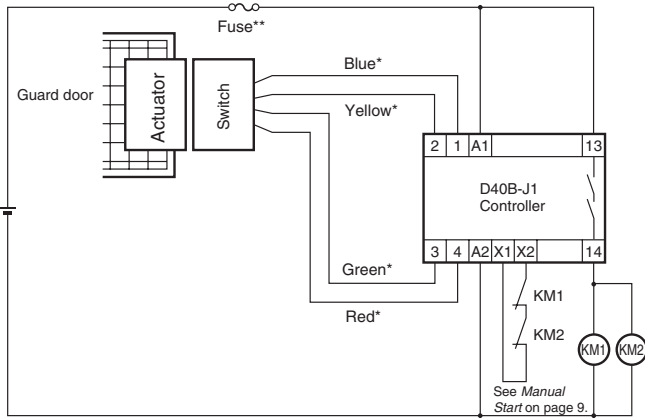 Fuse**
Guard door
Actuator
Switch
Blue*
Yellow*
2 1 A1 13
D40B-J1
Controller
3 4 A2 X1 X2 14
Green*
Red*
KM1
KM2
KM1 KM2
See Manual
Start on page 9.